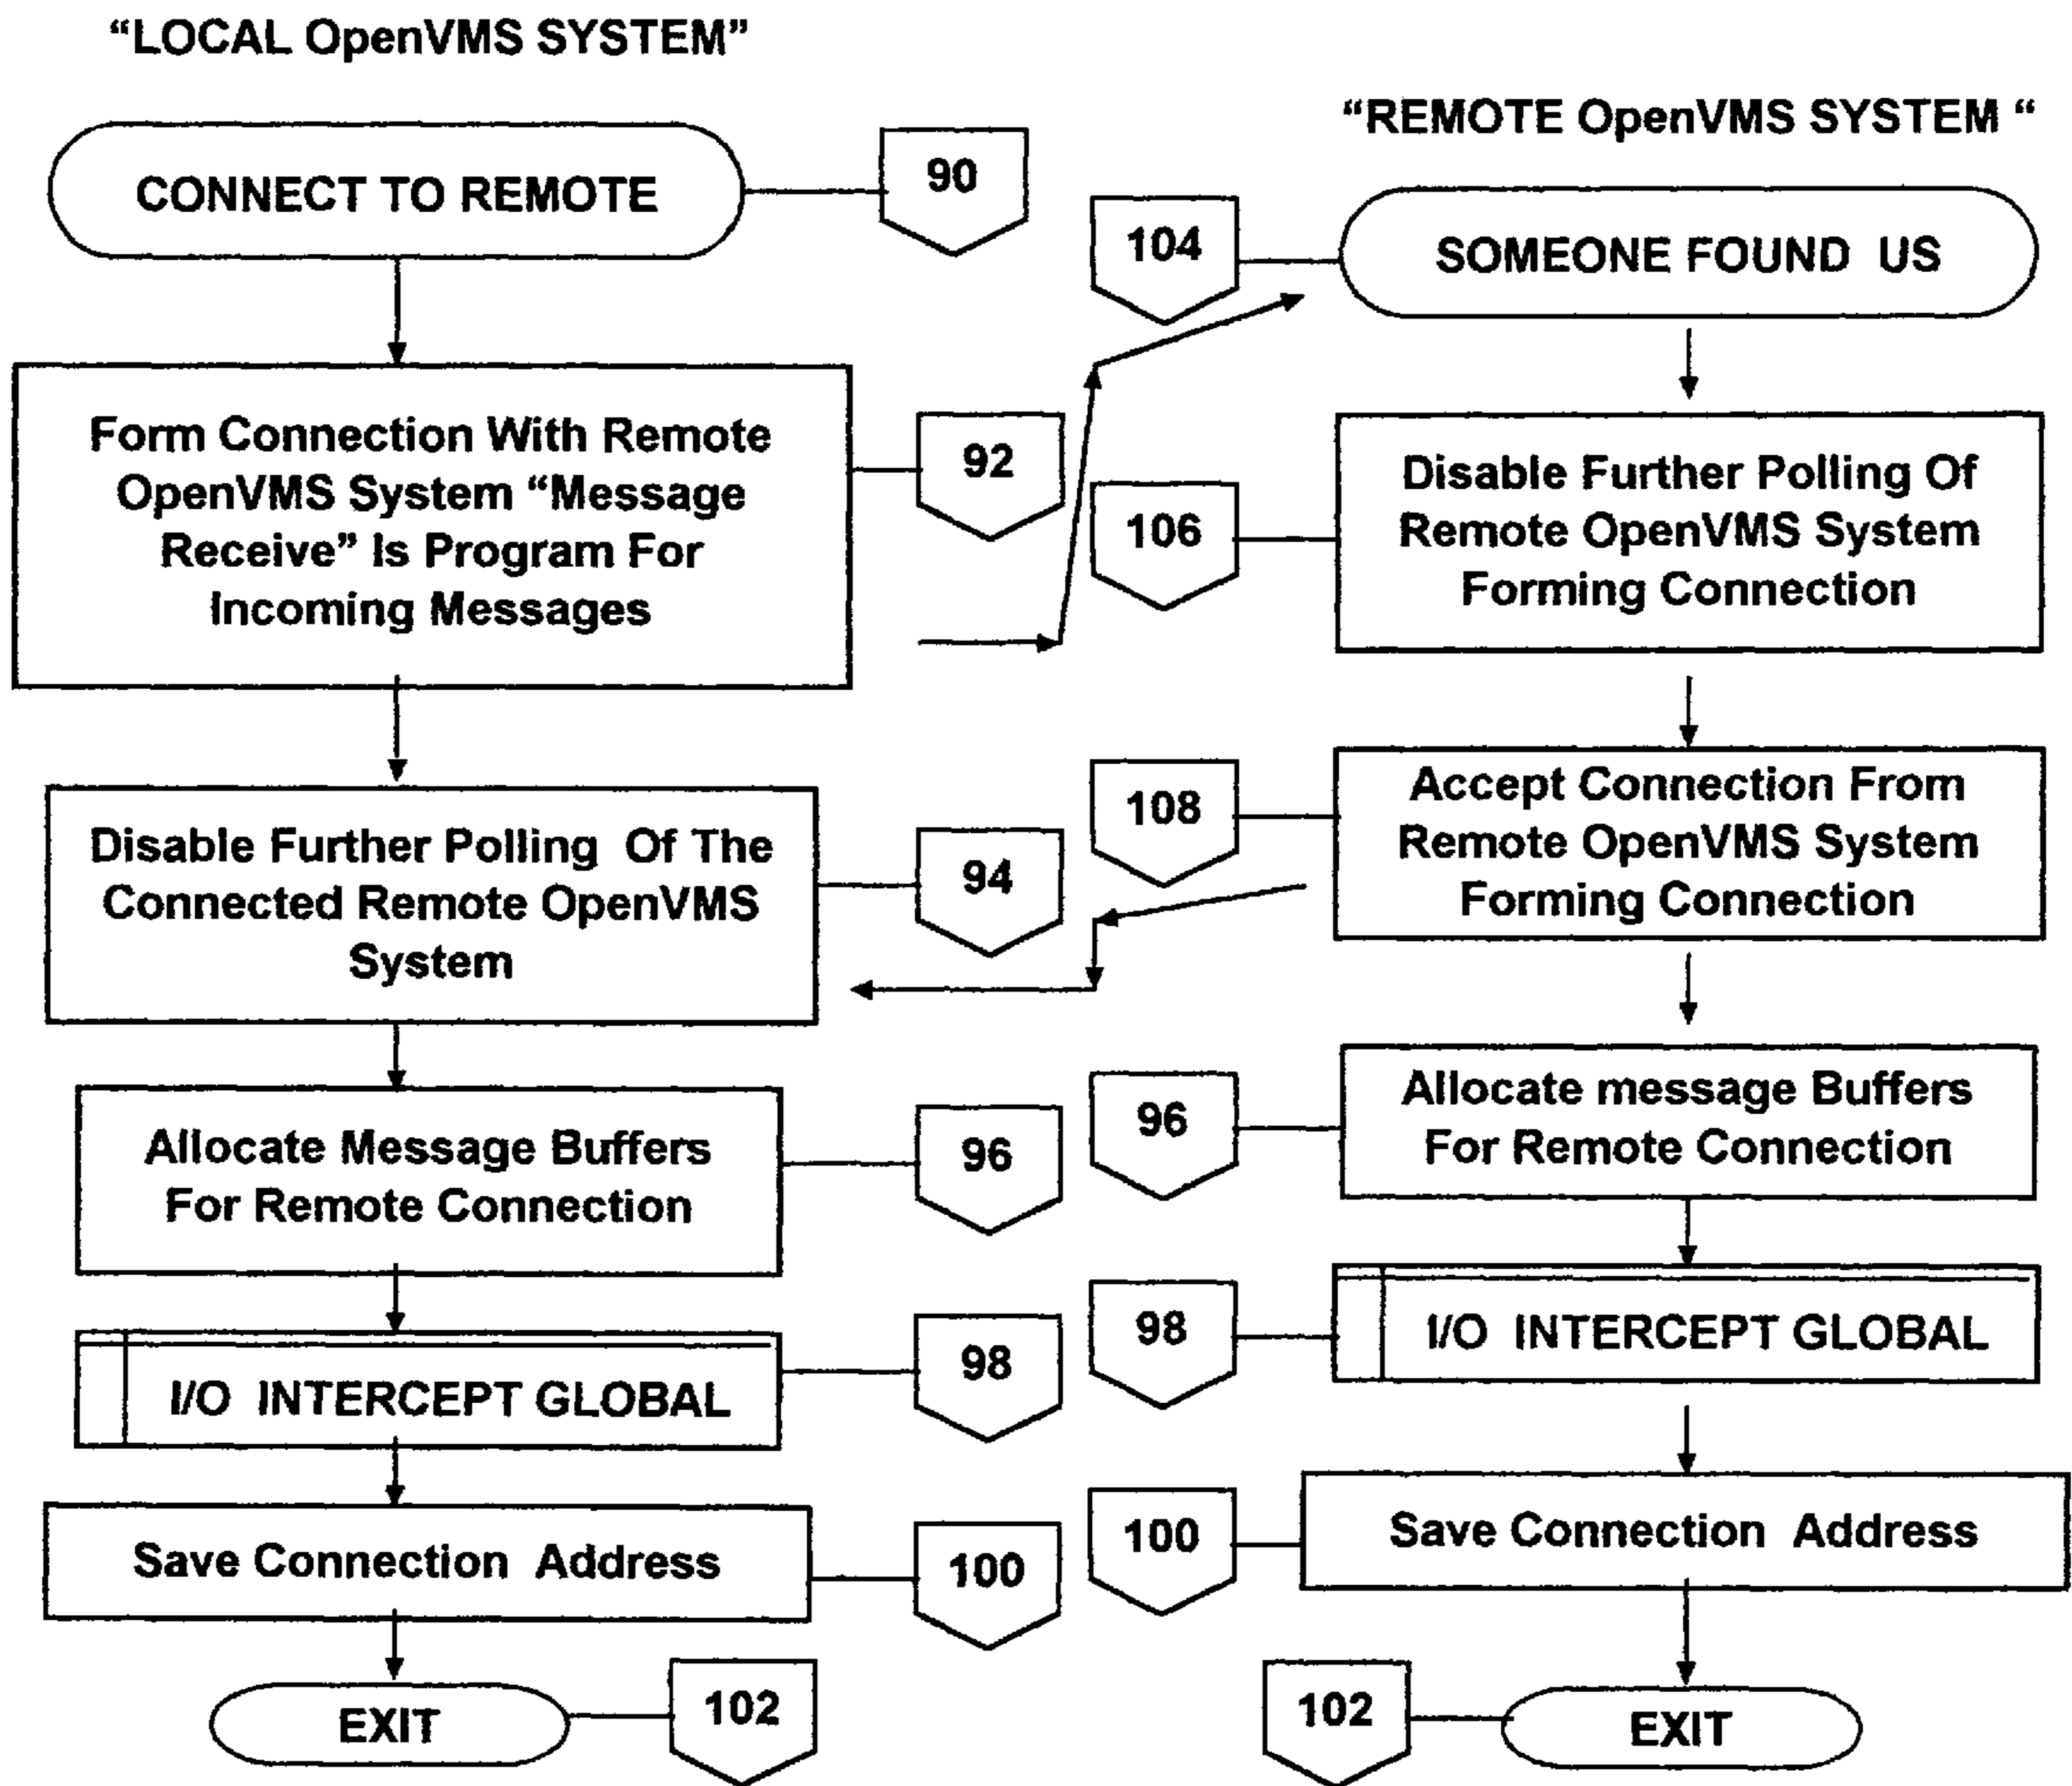 “LOCAL OpenVMS SYSTEM”
CONNECT TO REMOTE
90
Form Connection With Remote
OpenVMS System “Message
Receive” Is Program For
Incoming Messages
92
Disable Further Polling Of The
Connected Remote OpenVMS
System
94
Allocate Message Buffers
For Remote Connection
96
I/O INTERCEPT GLOBAL
98
Save Connection Address
100
EXIT
102
“REMOTE OpenVMS SYSTEM “
104
SOMEONE FOUND US
106
Disable Further Polling Of
Remote OpenVMS System
Forming Connection
108
Accept Connection From
Remote OpenVMS System
Forming Connection
96
Allocate message Buffers
For Remote Connection
98
I/O INTERCEPT GLOBAL
100
Save Connection Address
102
EXIT